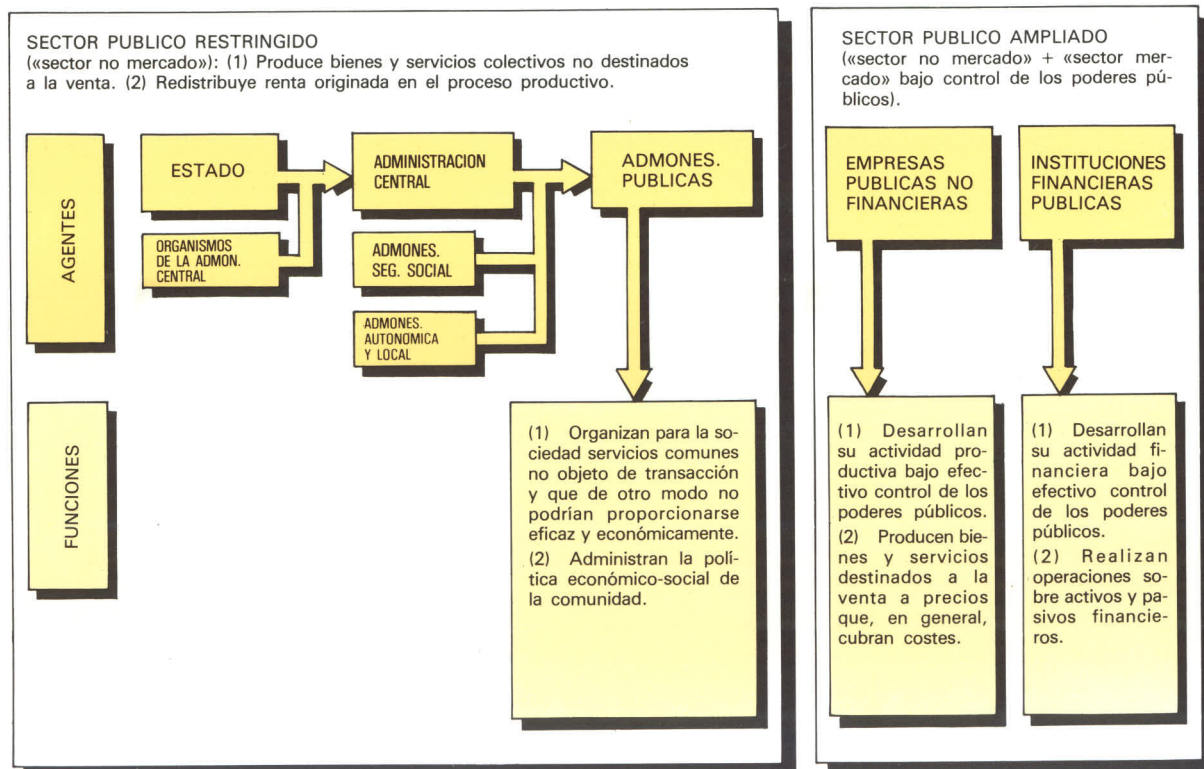 SECTOR PUBLICO RESTRINGIDO
(«sector no mercado»): (1) Produce bienes y servicios colectivos no destinados
a la venta. (2) Redistribuye renta originada en el proceso productivo.
AGENTES
ESTADO
ORGANISMOS
DE LA ADMON.
CENTRAL
ADMINISTRACION
CENTRAL
ADMONES.
SEG. SOCIAL
ADMONES.
AUTONOMICA
Y LOCAL
ADMONES.
PUBLICAS
FUNCIONES
(1) Organizan para la so-
ciedad servicios comunes
no objeto de transacción
y que de otro modo no
podrían proporcionarse
eficaz y económicamente.
(2) Administran la polí-
tica económico-social de
la comunidad.
SECTOR PUBLICO AMPLIADO
(«sector no mercado» + «sector mer-
cado» bajo control de los poderes pú-
blicos).
EMPRESAS
PUBLICAS NO
FINANCIERAS
INSTITUCIONES
FINANCIERAS
PUBLICAS
(1) Desarrollan
su actividad pro-
ductiva bajo efec-
tivo control de los
poderes públicos.
(2) Producen bie-
nes y servicios
destinados a la
venta a precios
que, en general,
cubran costes.
(1) Desarrollan
su actividad fi-
nanciera bajo
efectivo control
de los poderes
públicos.
(2) Realizan
operaciones so-
bre activos y pa-
sivos financie-
ros.